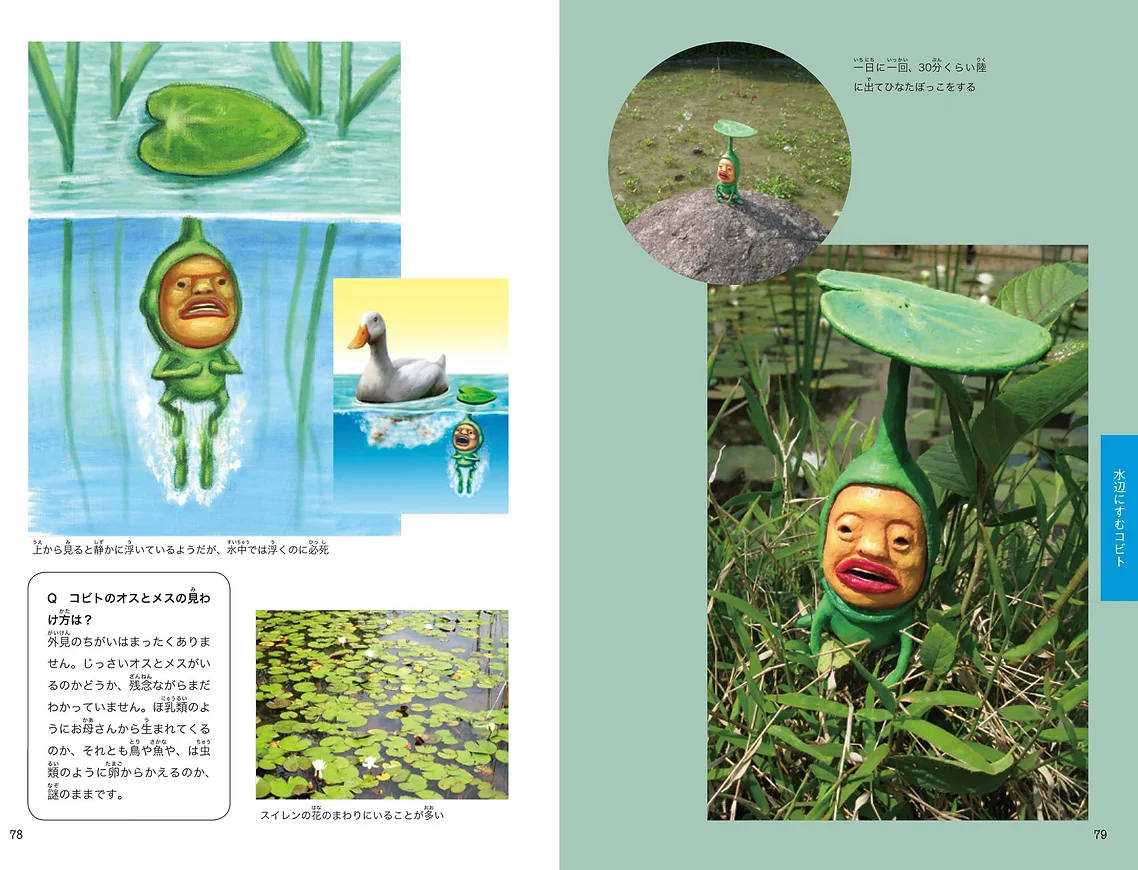 上から見ると静かに浮いているようだが、水中では浮くのに必死
Q　コビトのオスとメスの見わ
け方は？
外見のちがいはまったくありま
せん。じっさいオスとメスがい
るのかどうか、残念ながらまだ
わかっていません。ほ乳類のよ
うにお母さんから生まれてくる
のか、それとも鳥や魚や、は虫
類のように卵からかえるのか、
謎のままです。
スイレンの花のまわりにいることが多い
78
一日に一回、30分くらい陸
に出てひなたぼっこをする
水辺にすむコビト
79